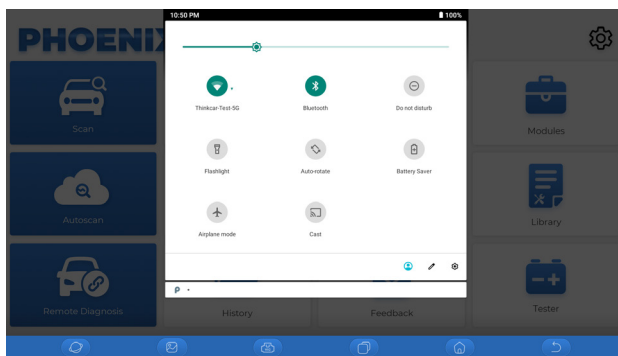 10:50 PM
100%
PHOENIX
Thinkcar-Test-5G
Bluetooth
Do not disturb
Scan
Modules
Flashlight
Auto-rotate
Battery Saver
Autoscan
Library
Airplane mode
Cast
Remote Diagnosis
History
Feedback
Tester